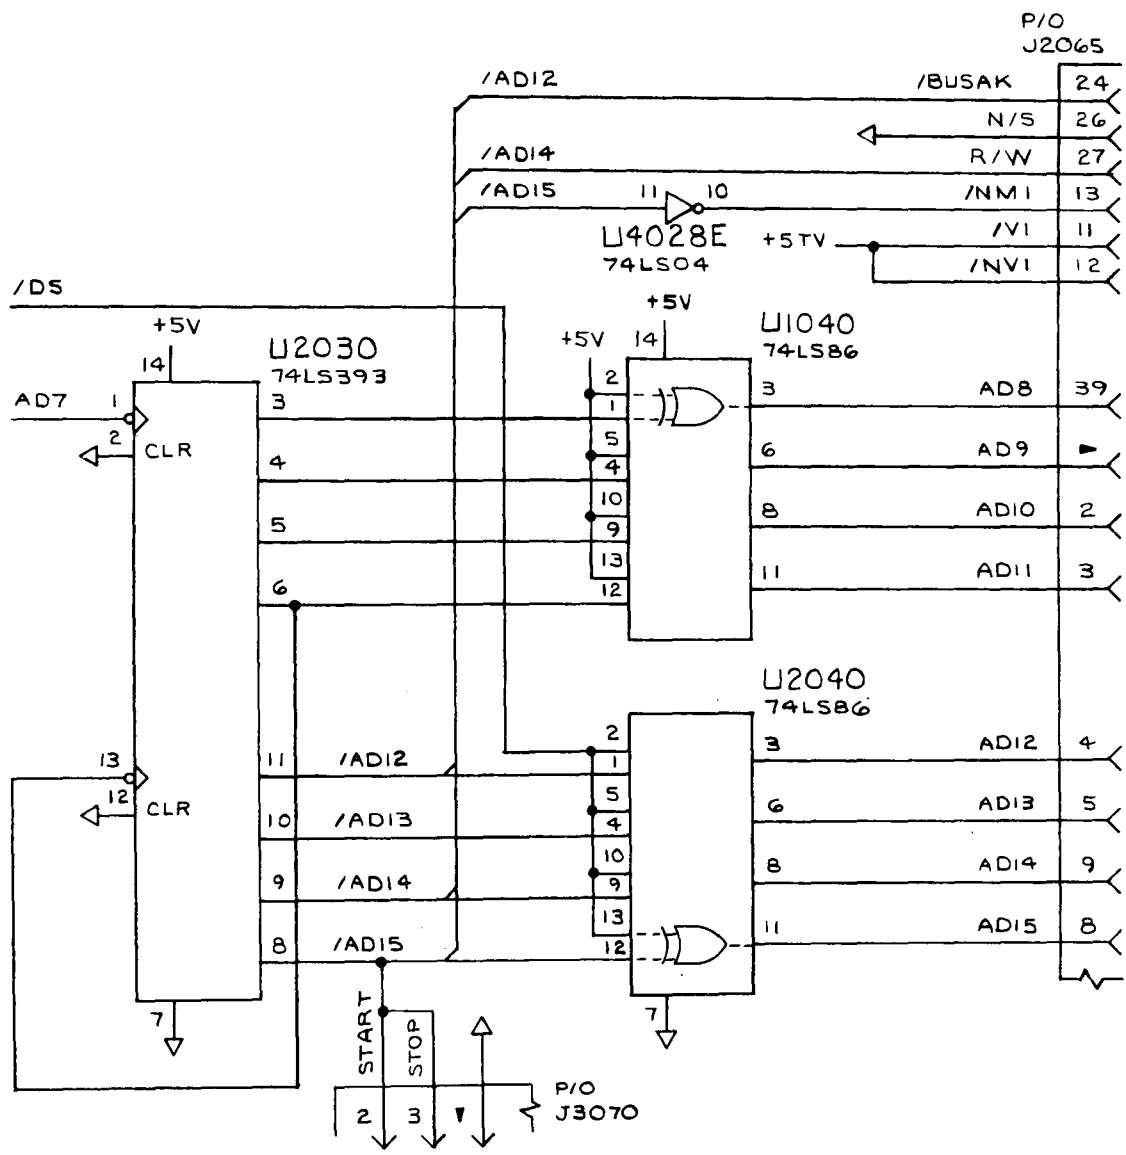 P/O
J2065
/AD12
/BUSAK
24
N/S
26
/AD14
R/W
27
/AD15
11
10
/NMI
13
U4028E
74LS04
+5TV
/VI
11
/NVI
12
/D5
+5V
14
U2030
74LS393
+5V
+5V
14
U1040
74LS86
AD7
1
2
CLR
3
4
5
6
2
1
5
4
10
9
13
12
3
AD8
39
6
AD9
8
AD10
2
11
AD11
3
U2040
74LS86
13
12
CLR
11
/AD12
10
/AD13
9
/AD14
8
/AD15
2
1
5
4
10
9
13
12
3
AD12
4
6
AD13
5
8
AD14
9
11
AD15
8
7
7
START
STOP
2
3
P/O
J3070